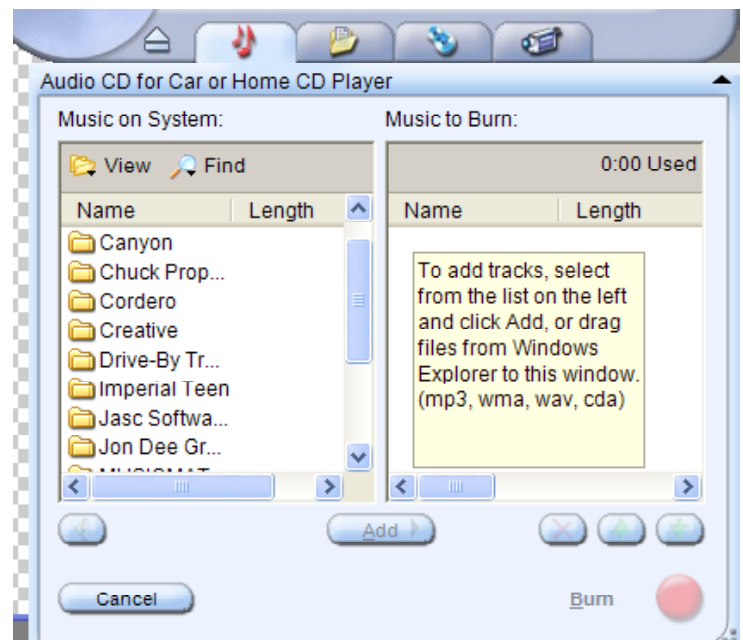 Audio CD for Car or Home CD Player
Music on System:
Music to Burn:
View Find
0:00 Used
Name Length
Name Length
Canyon
Chuck Prop...
Cordero
Creative
Drive-By Tr...
Imperial Teen
Jasc Softwa...
Jon Dee Gr...
To add tracks, select
from the list on the left
and click Add, or drag
files from Windows
Explorer to this window.
(mp3, wma, wav, cda)
Add
Cancel
Burn